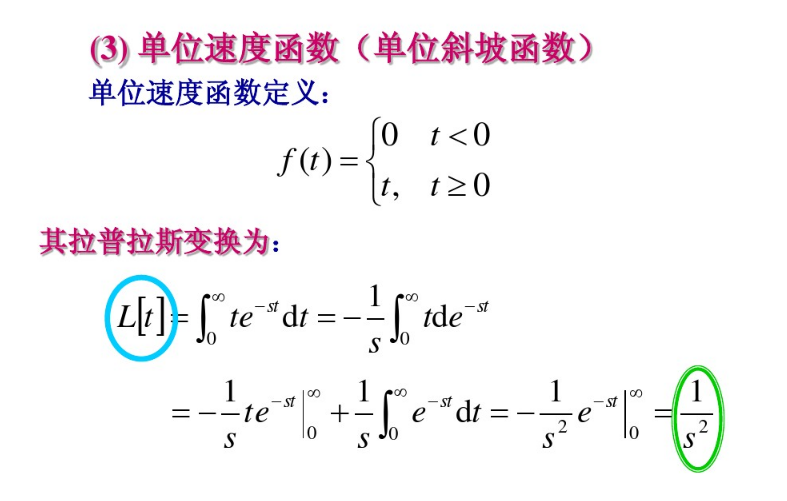 (3) 单位速度函数（单位斜坡函数）
单位速度函数定义：
f(t) = { 0 t < 0
t, t ≥ 0
其拉普拉斯变换为：
L[t] = ∫₀^∞ te^{-st} dt = -1/s ∫₀^∞ tde^{-st}
= -1/s te^{-st} |₀^∞ + 1/s ∫₀^∞ e^{-st} dt = -1/s² e^{-st} |₀^∞ = 1/s²